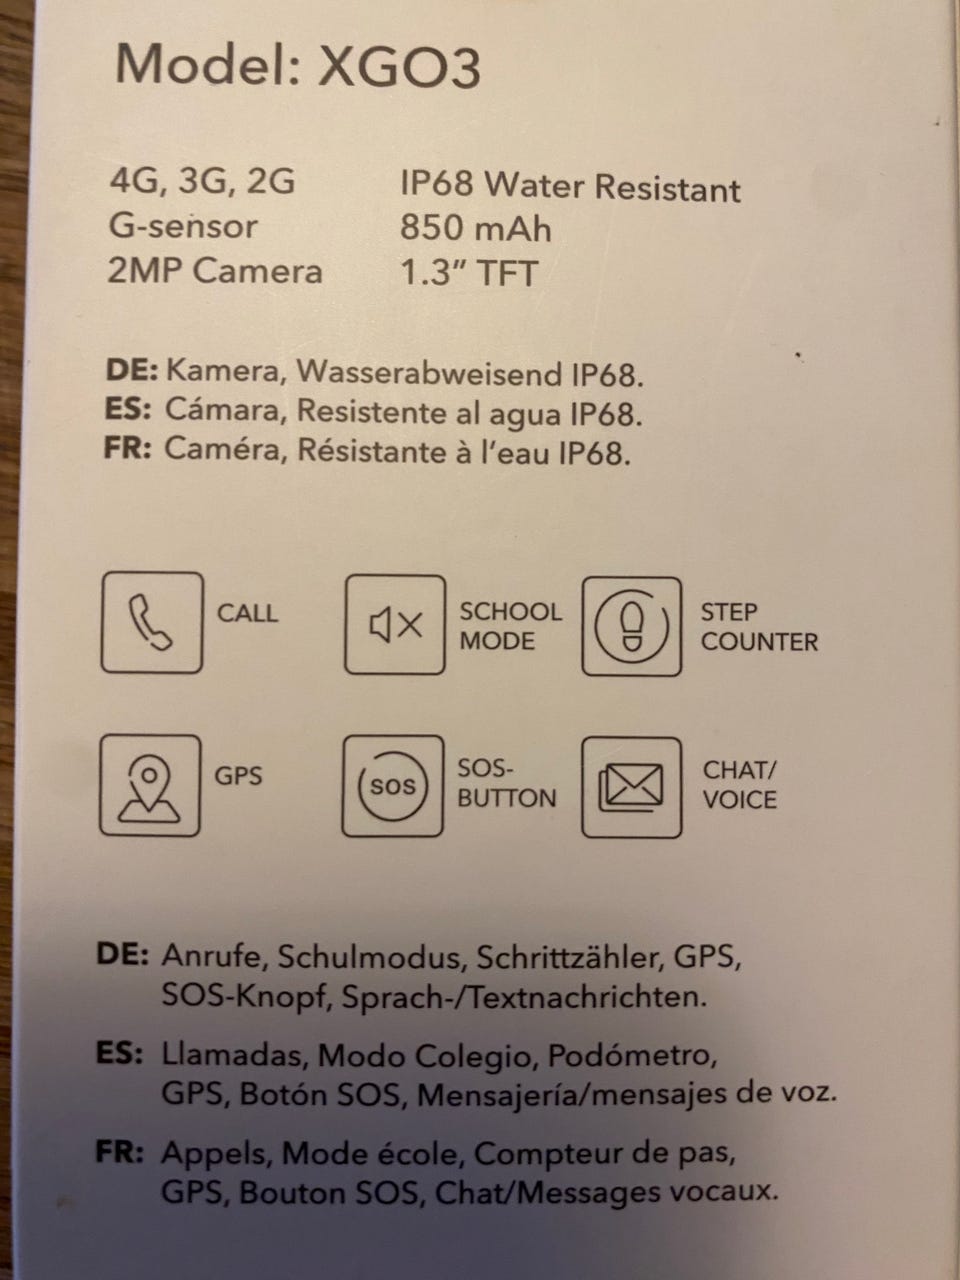 Model: XGO3
4G, 3G, 2G
G-sensor
2MP Camera
IP68 Water Resistant
850 mAh
1.3" TFT
DE: Kamera, Wasserabweisend IP68.
ES: Cámara, Resistente al agua IP68.
FR: Caméra, Résistante à l'eau IP68.
CALL
SCHOOL
MODE
STEP
COUNTER
GPS
SOS
SOS-
BUTTON
CHAT/
VOICE
DE: Anrufe, Schulmodus, Schrittzähler, GPS,
SOS-Knopf, Sprach-/Textnachrichten.
ES: Llamadas, Modo Colegio, Podómetro,
GPS, Botón SOS, Mensajería/mensajes de voz.
FR: Appels, Mode école, Compteur de pas,
GPS, Bouton SOS, Chat/Messages vocaux.